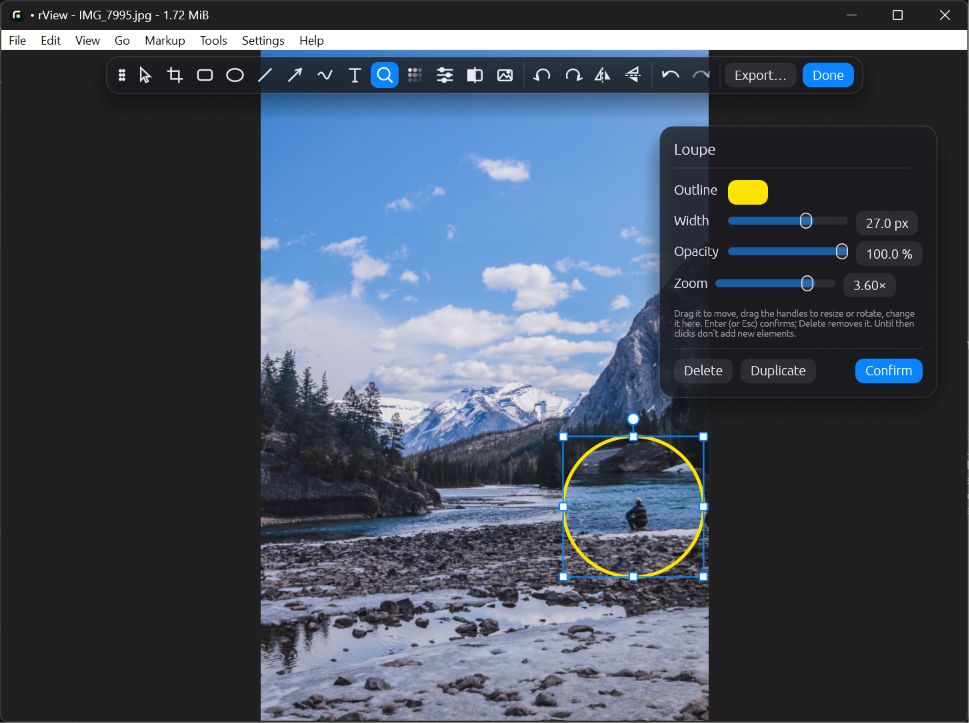 • rView - IMG_7995.jpg - 1.72 MiB
File Edit View Go Markup Tools Settings Help
T Export... Done
Loupe
Outline
Width 27.0 px
Opacity 100.0 %
Zoom 3.60×
Drag it to move, drag the handles to resize or rotate, change
it here. Enter (or Esc) confirms; Delete removes it. Until then
clicks don't add new elements.
Delete Duplicate Confirm